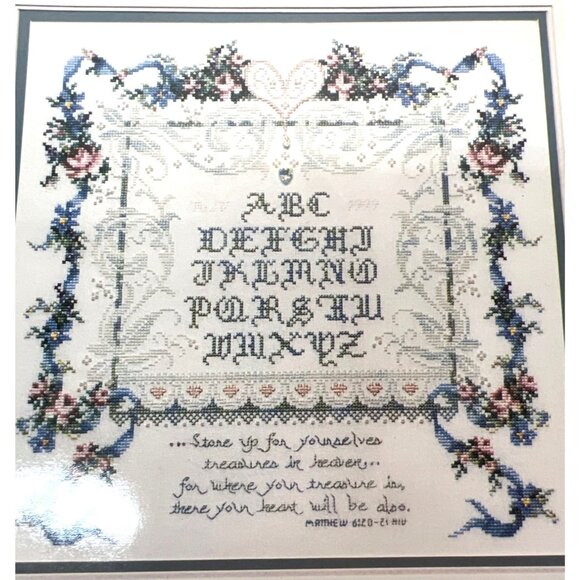 ABC
DEFGHI
JKLMNO
PQRSTU
VWXYZ
...Store up for yourselves
treasures in heaven...
for where your treasure is,
there your heart will be also.
MATTHEW 6:20-21 NIV